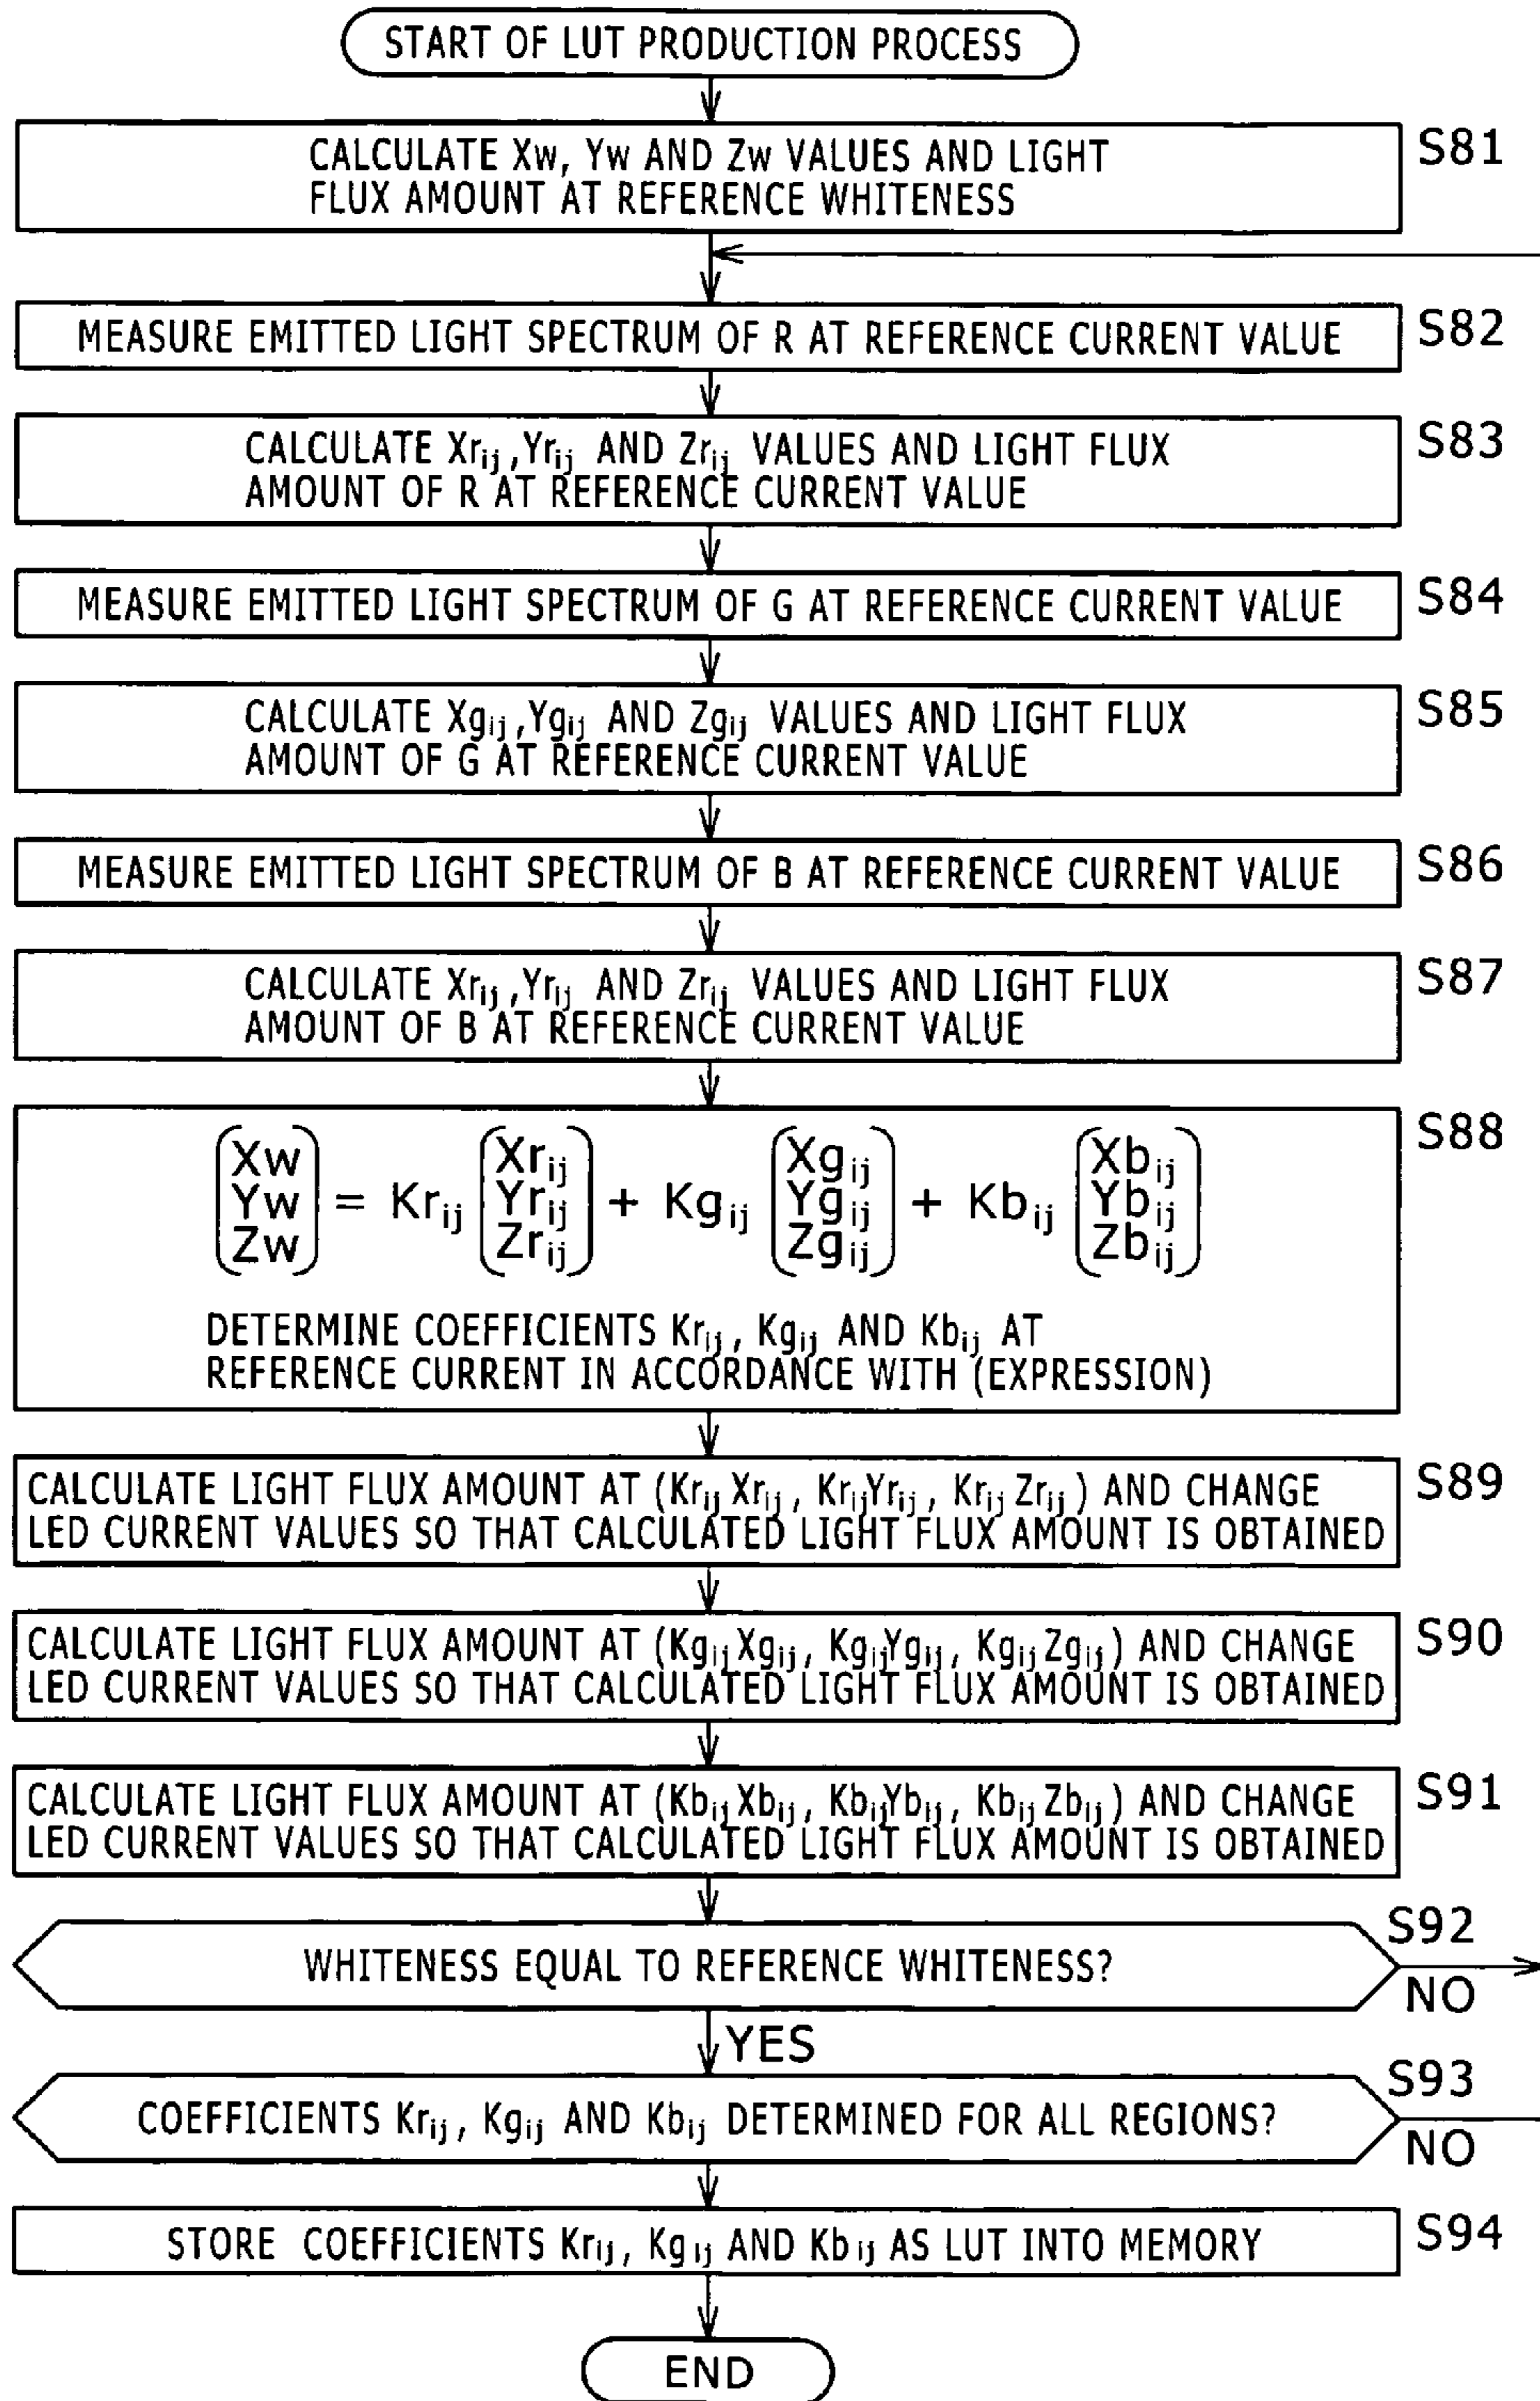 START OF LUT PRODUCTION PROCESS
CALCULATE Xw, Yw AND Zw VALUES AND LIGHT
FLUX AMOUNT AT REFERENCE WHITENESS
S81
MEASURE EMITTED LIGHT SPECTRUM OF R AT REFERENCE CURRENT VALUE
S82
CALCULATE Xrij,Yrij AND Zrij VALUES AND LIGHT FLUX
AMOUNT OF R AT REFERENCE CURRENT VALUE
S83
MEASURE EMITTED LIGHT SPECTRUM OF G AT REFERENCE CURRENT VALUE
S84
CALCULATE Xgij,Ygij AND Zgij VALUES AND LIGHT FLUX
AMOUNT OF G AT REFERENCE CURRENT VALUE
S85
MEASURE EMITTED LIGHT SPECTRUM OF B AT REFERENCE CURRENT VALUE
S86
CALCULATE Xrij,Yrij AND Zrij VALUES AND LIGHT FLUX
AMOUNT OF B AT REFERENCE CURRENT VALUE
S87
S88
Xw Xrij Xgij Xbij
Yw = Krij Yrij + Kgij Ygij + Kbij Ybij
Zw Zrij Zgij Zbij
DETERMINE COEFFICIENTS Krij, Kgij AND Kbij AT
REFERENCE CURRENT IN ACCORDANCE WITH (EXPRESSION)
CALCULATE LIGHT FLUX AMOUNT AT (Krij Xrij, KrijYrij, Krij Zrij) AND CHANGE
LED CURRENT VALUES SO THAT CALCULATED LIGHT FLUX AMOUNT IS OBTAINED
S89
CALCULATE LIGHT FLUX AMOUNT AT (KgijXgij, KgijYgij, KgijZgij) AND CHANGE
LED CURRENT VALUES SO THAT CALCULATED LIGHT FLUX AMOUNT IS OBTAINED
S90
CALCULATE LIGHT FLUX AMOUNT AT (KbijXbij, KbijYbij, KbijZbij) AND CHANGE
LED CURRENT VALUES SO THAT CALCULATED LIGHT FLUX AMOUNT IS OBTAINED
S91
WHITENESS EQUAL TO REFERENCE WHITENESS?
S92
NO
YES
COEFFICIENTS Krij, Kgij AND Kbij DETERMINED FOR ALL REGIONS?
S93
NO
STORE COEFFICIENTS Krij, Kgij AND Kbij AS LUT INTO MEMORY
S94
END